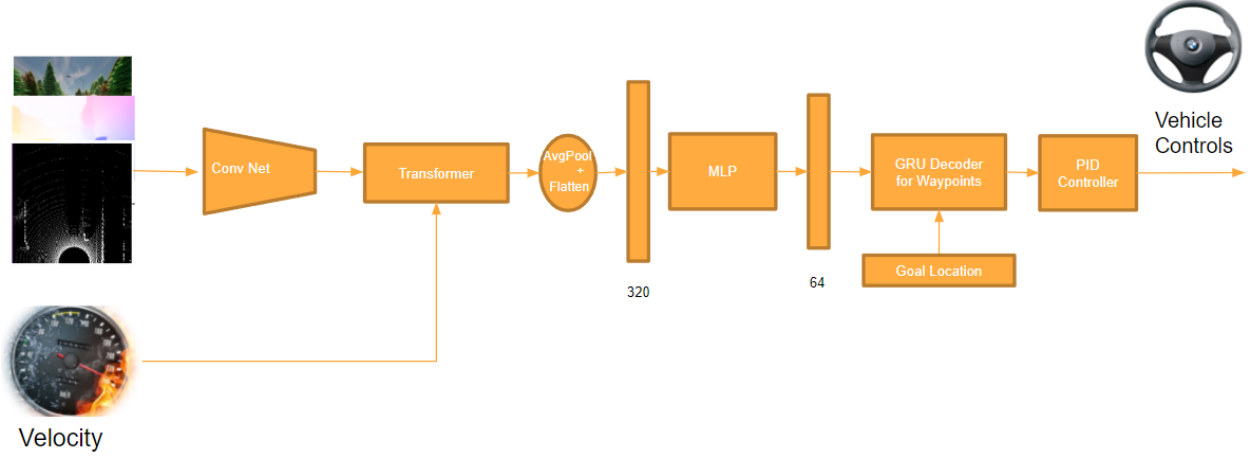 Vehicle
Controls
Conv Net
Transformer
AvgPool
+
Flatten
MLP
GRU Decoder
for Waypoints
PID
Controller
Goal Location
320
64
Velocity